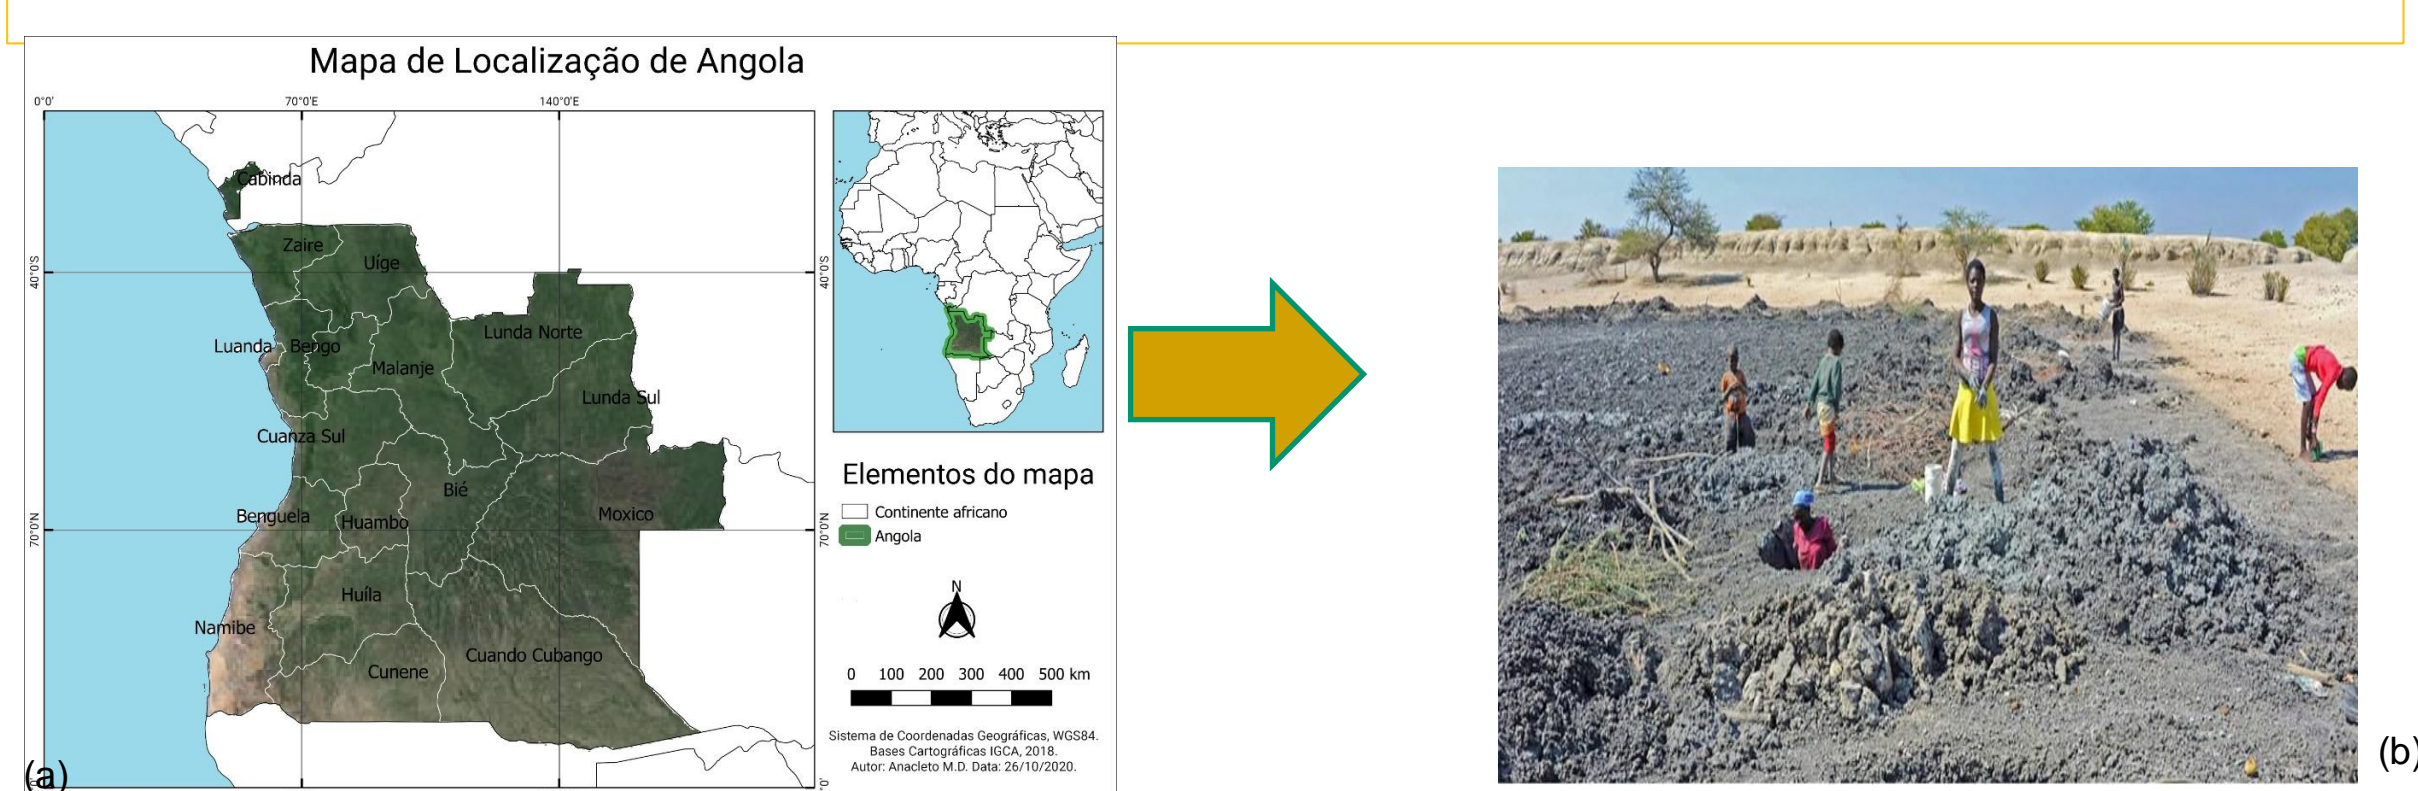 Mapa de Localização de Angola
0°0'
70°0'E
140°0'E
Cabinda
Zaire
Uíge
40°0'S
40°0'S
Lunda Norte
Luanda
Bengo
Malanje
Lunda Sul
Cuanza Sul
Bié
Benguela
Huambo
Moxico
70°0'N
70°0'N
Huíla
Namibe
Cuando Cubango
Cunene
Elementos do mapa
Continente africano
Angola
N
0 100 200 300 400 500 km
Sistema de Coordenadas Geográficas, WGS84.
Bases Cartográficas IGCA, 2018.
Autor: Anacleto M.D. Data: 26/10/2020.
(a)
(b)